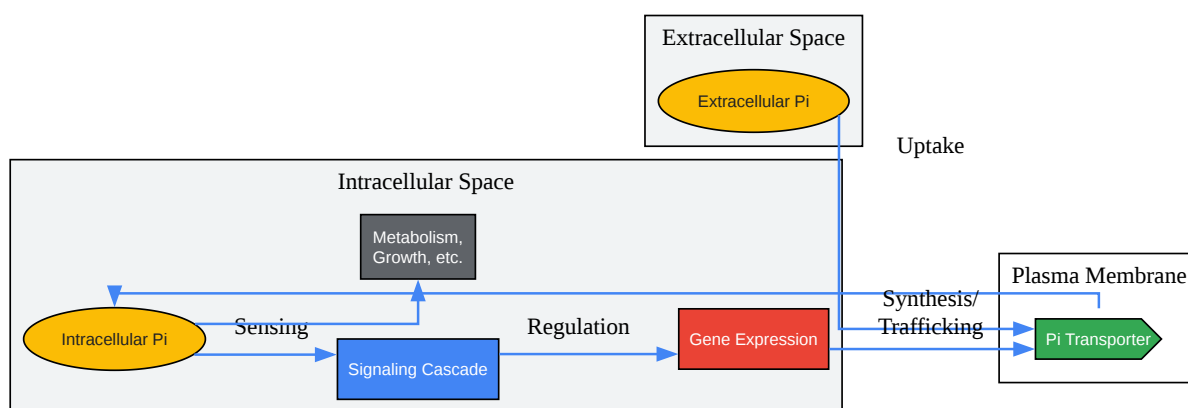 Extracellular Space
Extracellular Pi
Uptake
Intracellular Space
Metabolism,
Growth, etc.
Plasma Membrane
Synthesis/
Trafficking
Sensing
Regulation
Intracellular Pi
Signaling Cascade
Gene Expression
Pi Transporter